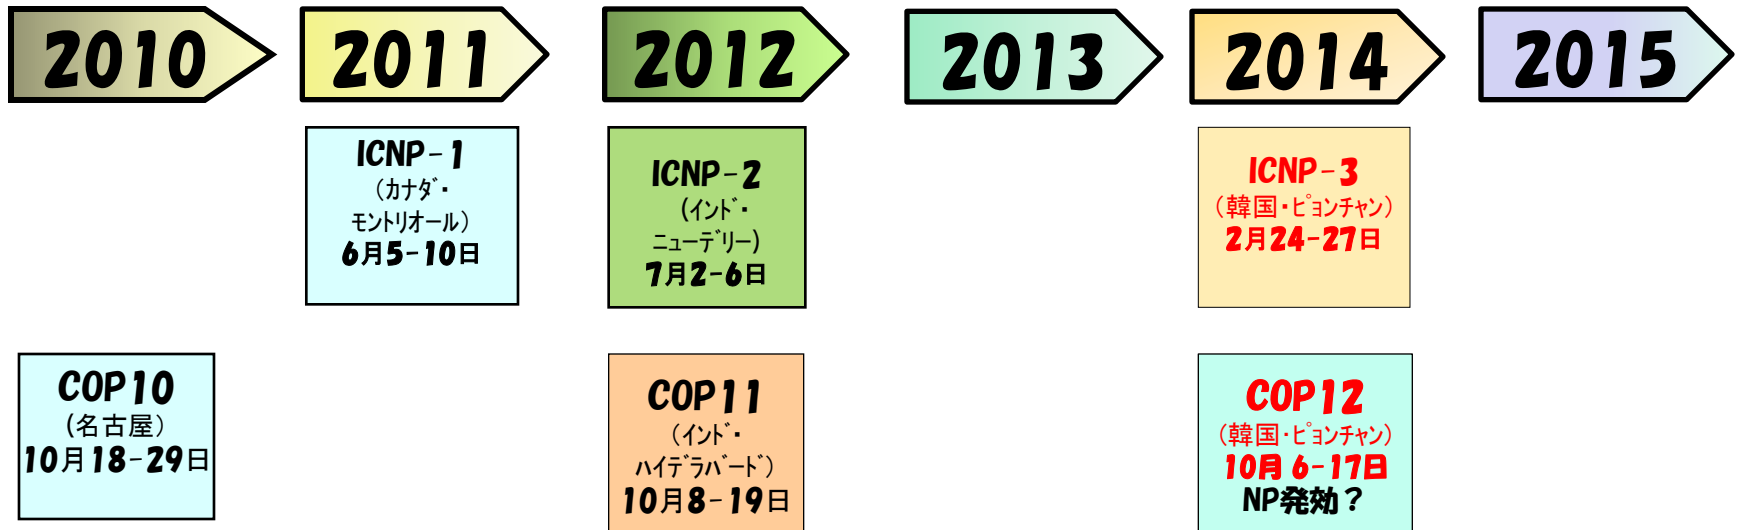 2010
2011
2012
2013
2014
2015
ICNP-1
(カナダ・
モントリオール)
6月5-10日
ICNP-2
(インド・
ニューデリー)
7月2-6日
ICNP-3
(韓国・ピョンチャン)
2月24-27日
COP10
(名古屋)
10月18-29日
COP11
(インド・
ハイデラバード)
10月8-19日
COP12
(韓国・ピョンチャン)
10月6-17日
NP発効？